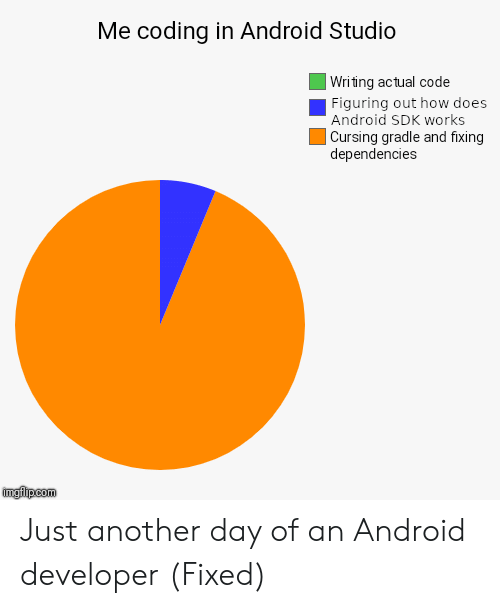 Me coding in Android Studio
Writing actual code
Figuring out how does
Android SDK works
Cursing gradle and fixing
dependencies
imgflip.com
Just another day of an Android
developer (Fixed)